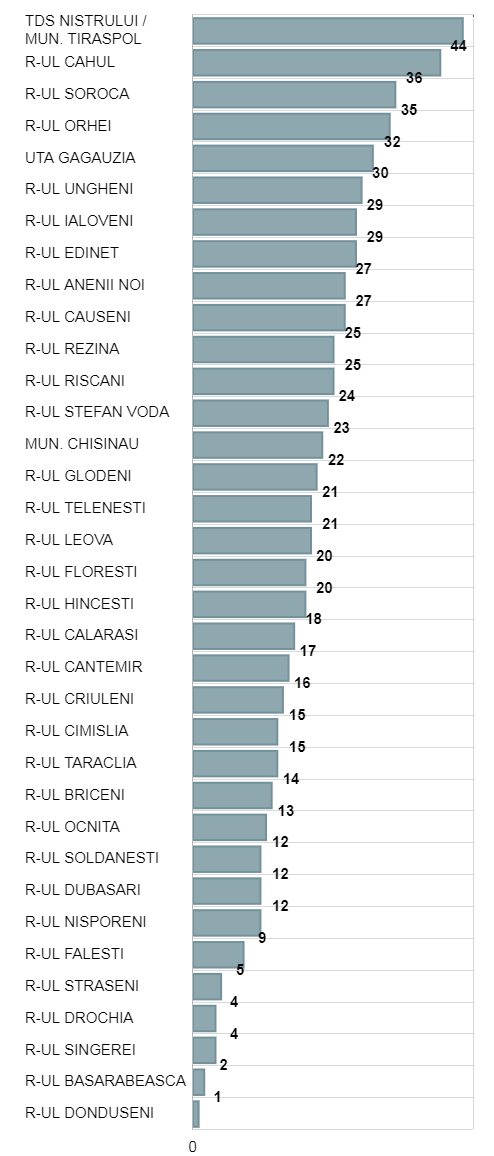 TDS NISTRULUI /
MUN. TIRASPOL
44
R-UL CAHUL
36
R-UL SOROCA
35
R-UL ORHEI
32
UTA GAGAUZIA
30
R-UL UNGHENI
29
R-UL IALOVENI
29
R-UL EDINET
27
R-UL ANENII NOI
27
R-UL CAUSENI
25
R-UL REZINA
25
R-UL RISCANI
24
R-UL STEFAN VODA
23
MUN. CHISINAU
22
R-UL GLODENI
21
R-UL TELENESTI
21
R-UL LEOVA
20
R-UL FLORESTI
20
R-UL HINCESTI
18
R-UL CALARASI
17
R-UL CANTEMIR
16
R-UL CRIULENI
15
R-UL CIMISLIA
15
R-UL TARACLIA
14
R-UL BRICENI
13
R-UL OCNITA
12
R-UL SOLDANESTI
12
R-UL DUBASARI
12
R-UL NISPORENI
9
R-UL FALESTI
5
R-UL STRASENI
4
R-UL DROCHIA
4
R-UL SINGEREI
2
R-UL BASARABEASCA
1
R-UL DONDUSENI
0